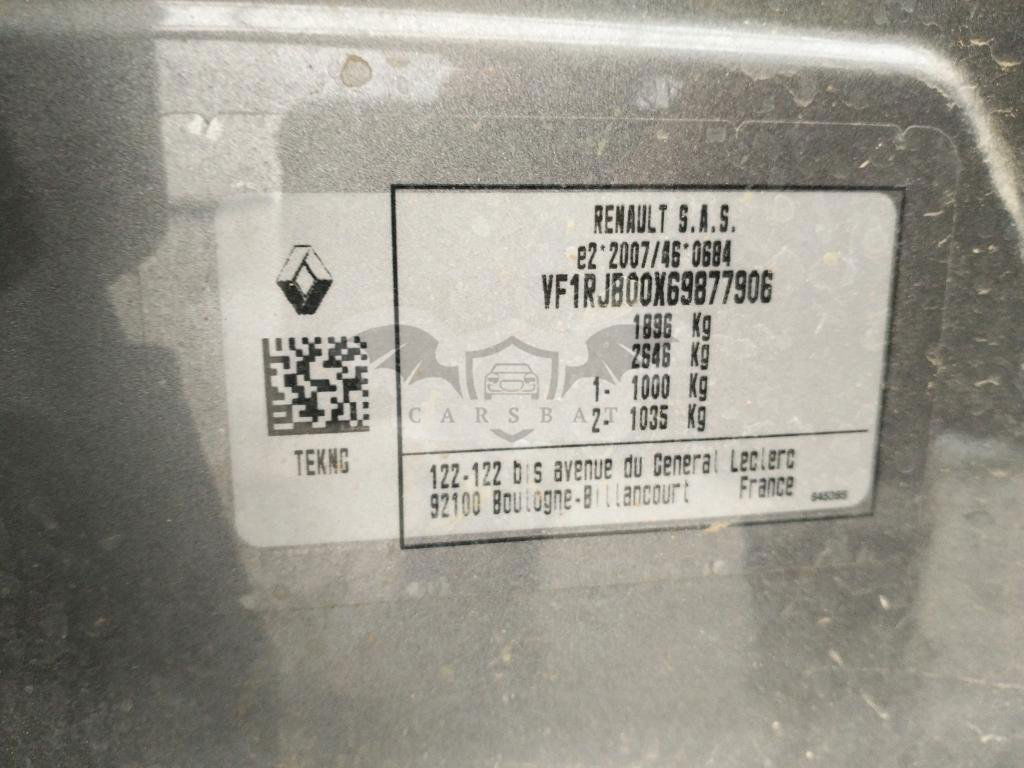 RENAULT S.A.S.
e2*2007/46*0684
VF1RJB00X69877906
1896 Kg
2646 Kg
1- 1000 Kg
2- 1035 Kg
CARSBAT
TEKNG
122-122 bis avenue du General Leclerc
92100 Boulogne-Billancourt France